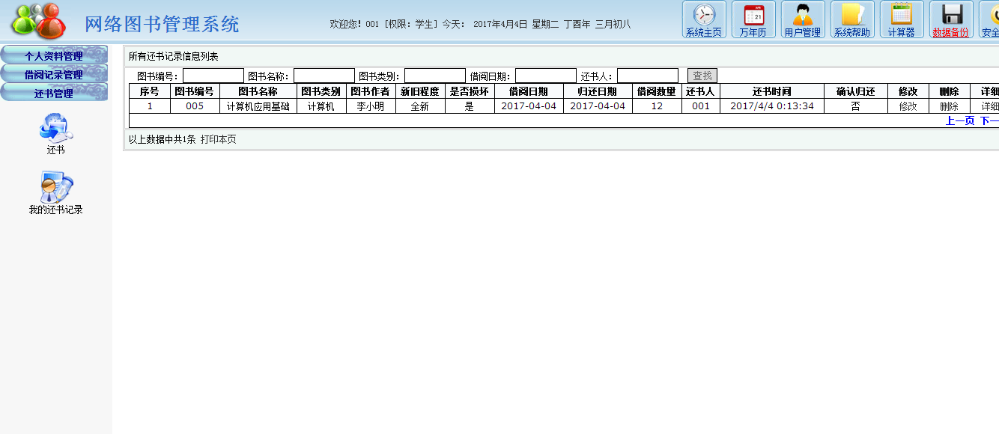 网络图书管理系统
欢迎您！001 [权限：学生] 今天： 2017年4月4日 星期二 丁酉年 三月初八
系统主页 万年历 用户管理 系统帮助 计算器 数据备份 安全
个人资料管理
借阅记录管理
还书管理
还书
我的还书记录
所有还书记录信息列表
图书编号： 图书名称： 图书类别： 借阅日期： 还书人： 查找
序号 图书编号 图书名称 图书类别 图书作者 新旧程度 是否损坏 借阅日期 归还日期 借阅数量 还书人 还书时间 确认归还 修改 删除 详细
1 005 计算机应用基础 计算机 李小明 全新 是 2017-04-04 2017-04-04 12 001 2017/4/4 0:13:34 否 修改 删除 详细
上一页 下一
以上数据中共1条 打印本页